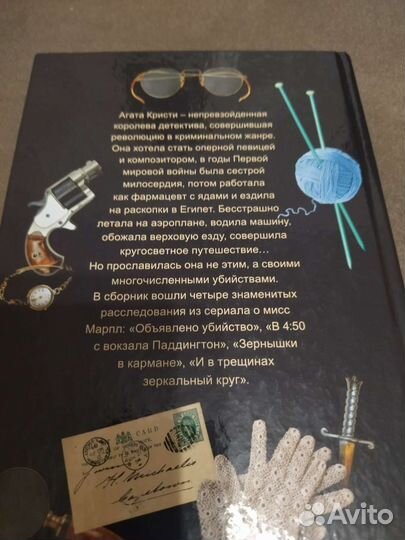 Агата Кристи – непревзойденная
королева детектива, совершившая
революцию в криминальном жанре.
Она хотела стать оперной певицей
и композитором, в годы Первой
мировой войны была сестрой
милосердия, потом работала
как фармацевт с ядами и ездила
на раскопки в Египет. Бесстрашно
летала на аэроплане, водила машину,
обожала верховую езду, совершила
кругосветное путешествие...
Но прославилась она не этим, а своими
многочисленными убийствами.
В сборник вошли четыре знаменитых
расследования из сериала о мисс
Марпл: «Объявлено убийство», «В 4:50
с вокзала Паддингтон», «Зернышки
в кармане», «И в трещинах
зеркальный круг».
CARD
Avito